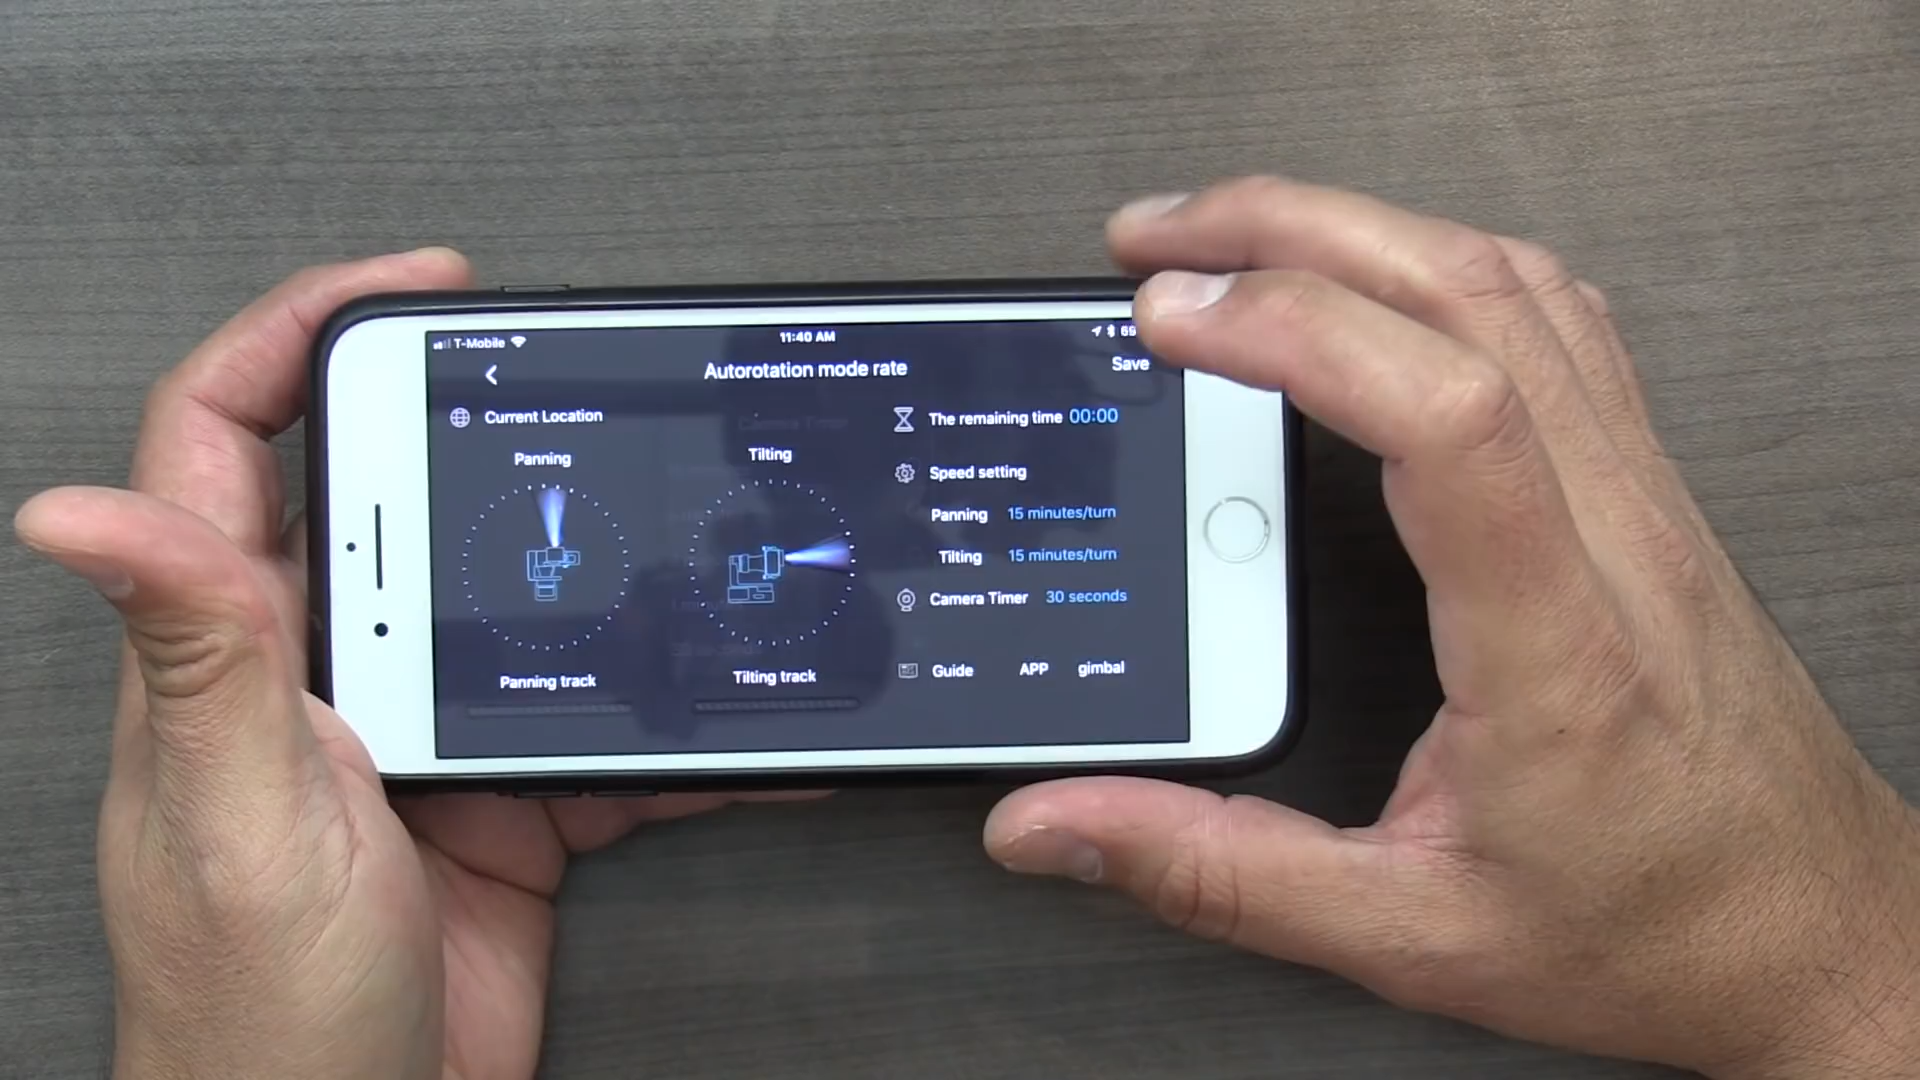 T-Mobile 11:40 AM 69
Autorotation mode rate
Save
Current Location
Panning
Tilting
Panning track
Tilting track
The remaining time 00:00
Speed setting
Panning 15 minutes/turn
Tilting 15 minutes/turn
Camera Timer 30 seconds
Guide APP gimbal
Camera Timer